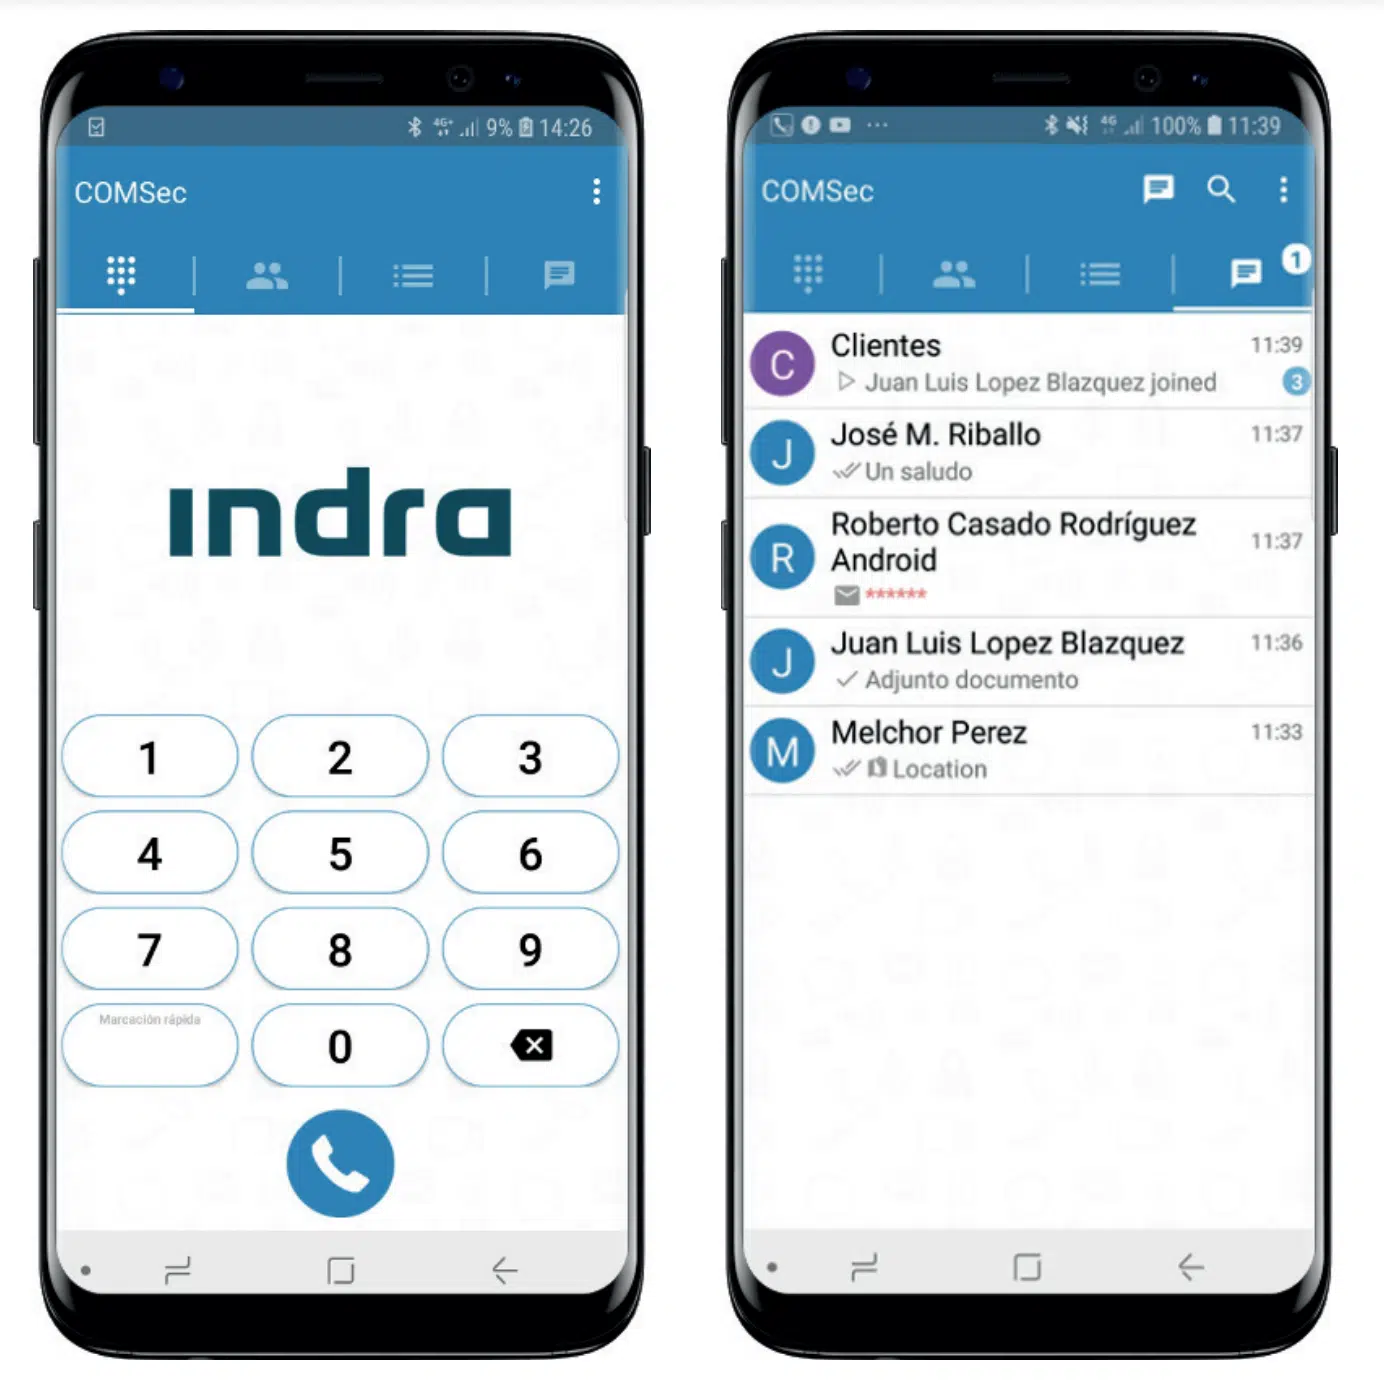 9% 14:26
COMSec
indra
1 2 3
4 5 6
7 8 9
Marcación rápida
0
4G+
100% 11:39
4G
COMSec
1
C
Clientes
11:39
Juan Luis Lopez Blazquez joined
3
J
José M. Riballo
11:37
Un saludo
R
Roberto Casado Rodríguez
Android
11:37
******
J
Juan Luis Lopez Blazquez
11:36
Adjunto documento
M
Melchor Perez
11:33
Location